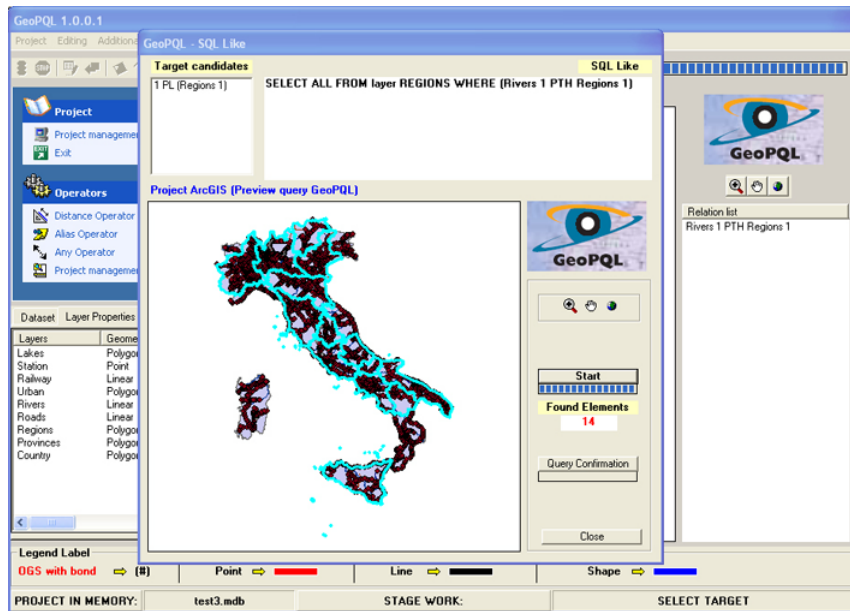 GeoPQL 1.0.0.1
Project Editing Additiona
GeoPQL - SQL Like
Target candidates
SQL Like
1 PL (Regions 1)
SELECT ALL FROM layer REGIONS WHERE (Rivers 1 PTH Regions 1)
Project
Project manageme
Exit
Operators
Distance Operator
Alias Operator
Any Operator
Project manageme
Project ArcGIS (Preview query GeoPQL)
GeoPQL
GeoPQL
Relation list
Rivers 1 PTH Regions 1
Dataset Layer Properties
Layers Geome
Lakes Polygo
Station Point
Railway Linear
Urban Polygo
Rivers Linear
Roads Linear
Regions Polygo
Provinces Polygo
Country Polygo
Start
Found Elements
14
Query Confirmation
Close
Legend Label
OGS with bond (#) Point Line Shape
PROJECT IN MEMORY: test3.mdb STAGE WORK: SELECT TARGET